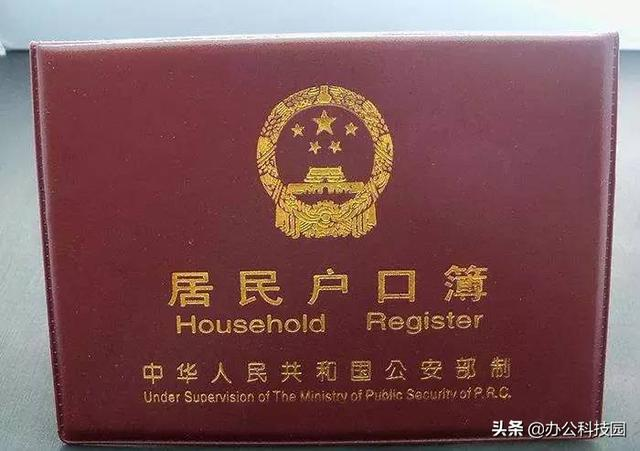 居民户口簿
Household Register
中华人民共和国公安部制
Under Supervision of The Ministry of Public Security of P.R.C.
头条 @办公科技园